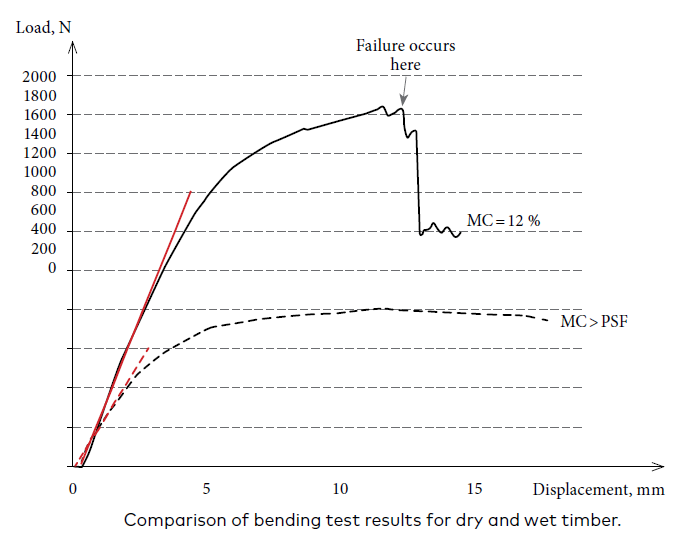 Load, N
Failure occurs
here
2000
1800
1600
1400
1200
1000
800
600
400
200
0
MC = 12 %
MC > PSF
0 5 10 15 Displacement, mm
Comparison of bending test results for dry and wet timber.